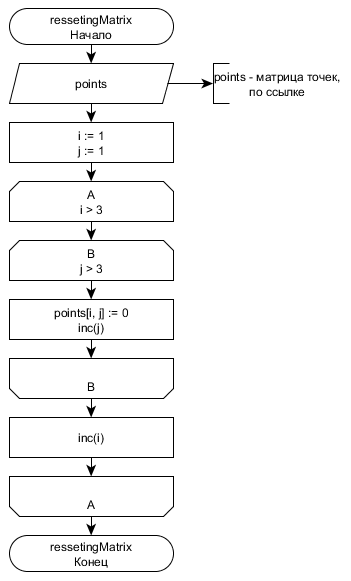 ressetingMatrix
Начало
points
points - матрица точек,
по ссылке
i := 1
j := 1
A
i > 3
B
j > 3
points[i, j] := 0
inc(j)
B
inc(i)
A
ressetingMatrix
Конец